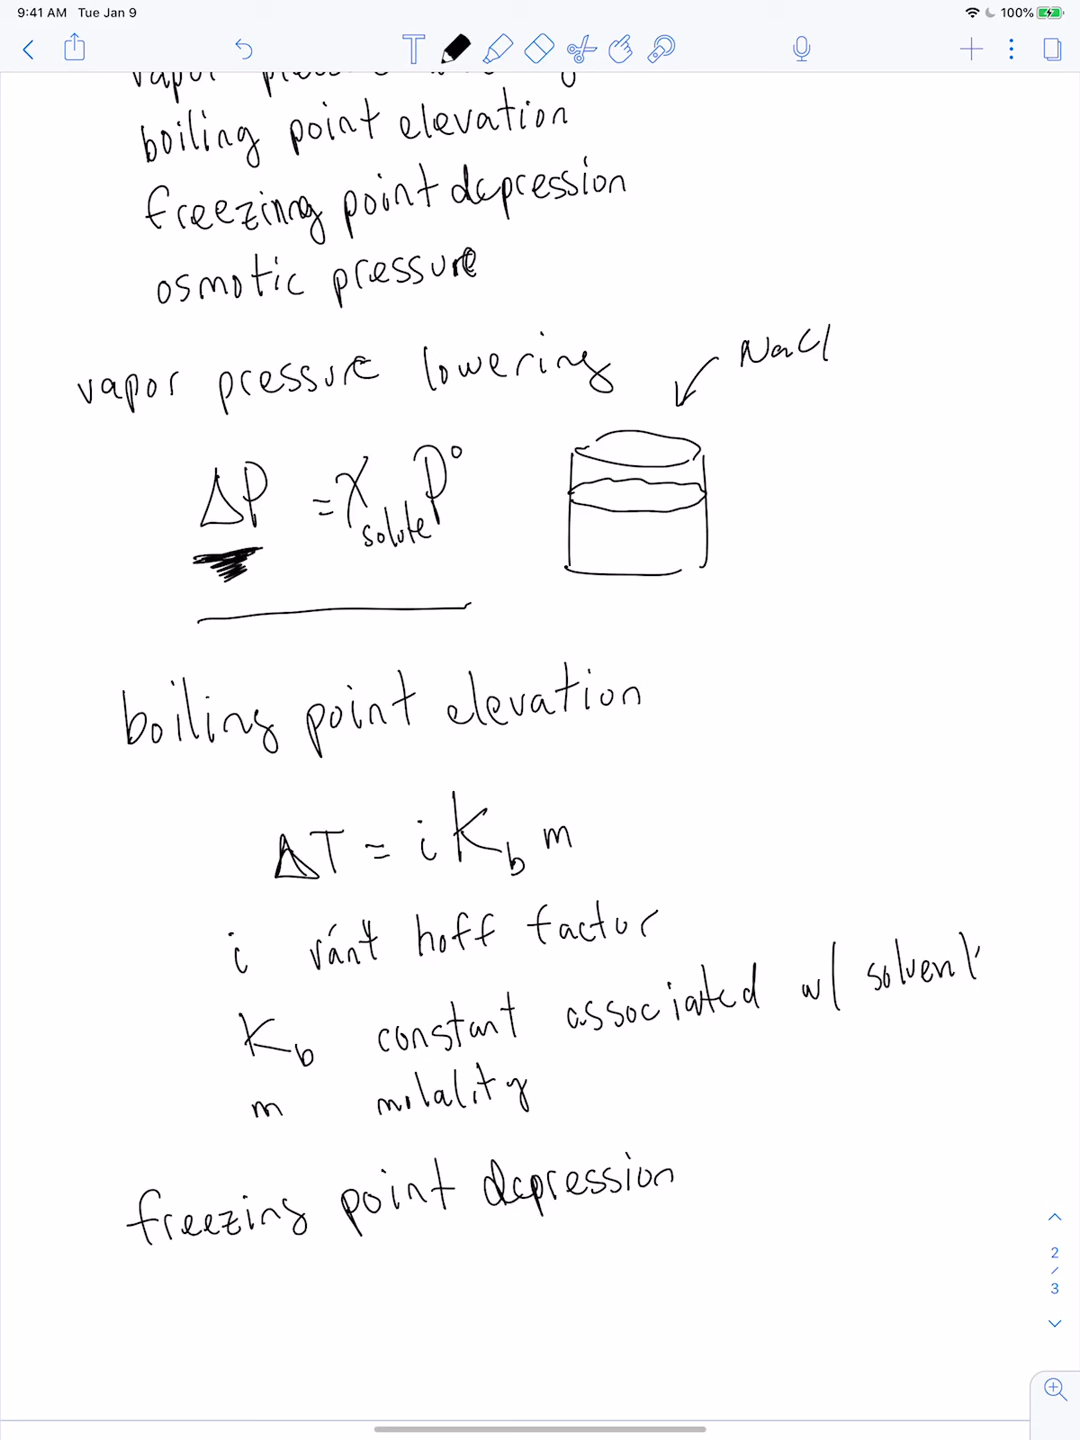 9:41 AM Tue Jan 9
100%
vapor
boiling point elevation
freezing point depression
osmotic pressure
vapor pressure lowering
NaCl
ΔP = χsolute P°
boiling point elevation
ΔT = i Kb m
i van't hoff factor
Kb constant associated w/ solvent
m molality
freezing point depression
2
/
3